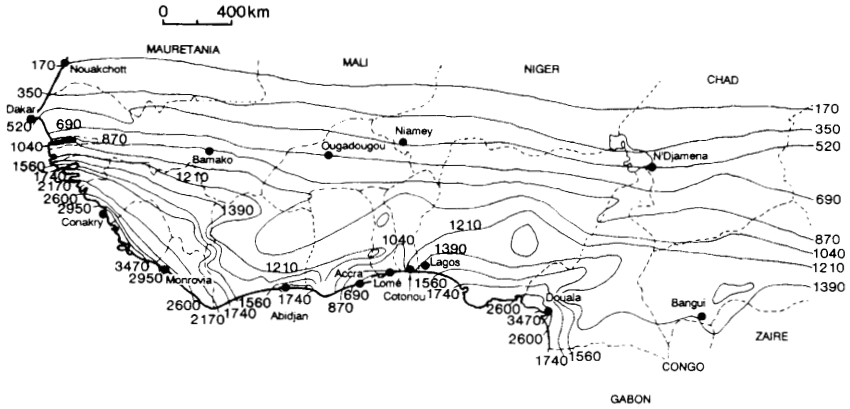 0 400km
MAURETANIA
MALI
NIGER
CHAD
170
Nouakchott
350
Dakar
520
690
870
1040
1560
1740
2170
2600
2950
Conakry
3470
2950
Monrovia
2600
2170
1740
1560
1740
Abidjan
Bamako
1210
1390
1210
Ougadougou
Niamey
N'Djamena
1040
1210
1390
Lagos
Accra
Lomé
Cotonou
1560
1740
690
870
Douala
2600
3470
2600
1740
1560
Bangui
170
350
520
690
870
1040
1210
1390
ZAIRE
CONGO
GABON